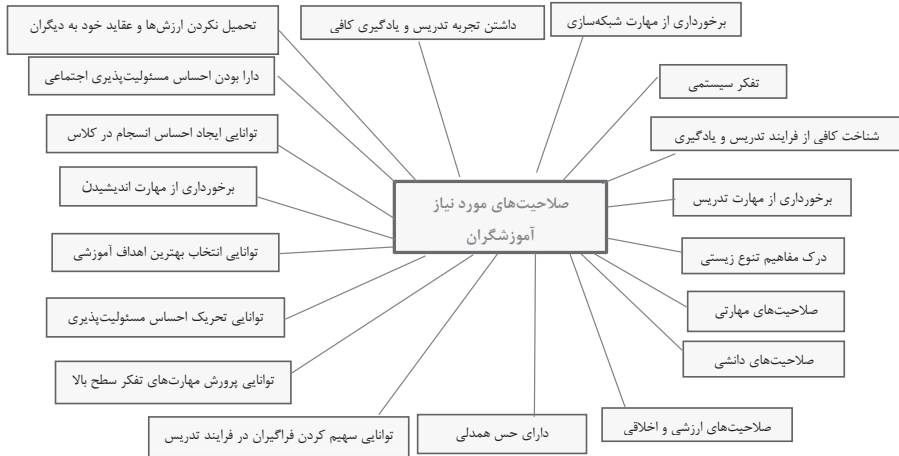 برخورداری از مهارت شبکه‌سازی
داشتن تجربه تدریس و یادگیری کافی
تحمیل نکردن ارزش‌ها و عقاید خود به دیگران
تفکر سیستمی
دارا بودن احساس مسئولیت‌پذیری اجتماعی
شناخت کافی از فرایند تدریس و یادگیری
توانایی ایجاد احساس انسجام در کلاس
برخورداری از مهارت تدریس
صلاحیت‌های مورد نیاز
آموزشگران
برخورداری از مهارت اندیشیدن
درک مفاهیم تنوع زیستی
توانایی انتخاب بهترین اهداف آموزشی
صلاحیت‌های مهارتی
توانایی تحریک احساس مسئولیت‌پذیری
صلاحیت‌های دانشی
توانایی پرورش مهارت‌های تفکر سطح بالا
صلاحیت‌های ارزشی و اخلاقی
دارای حس همدلی
توانایی سهیم کردن فراگیران در فرایند تدریس